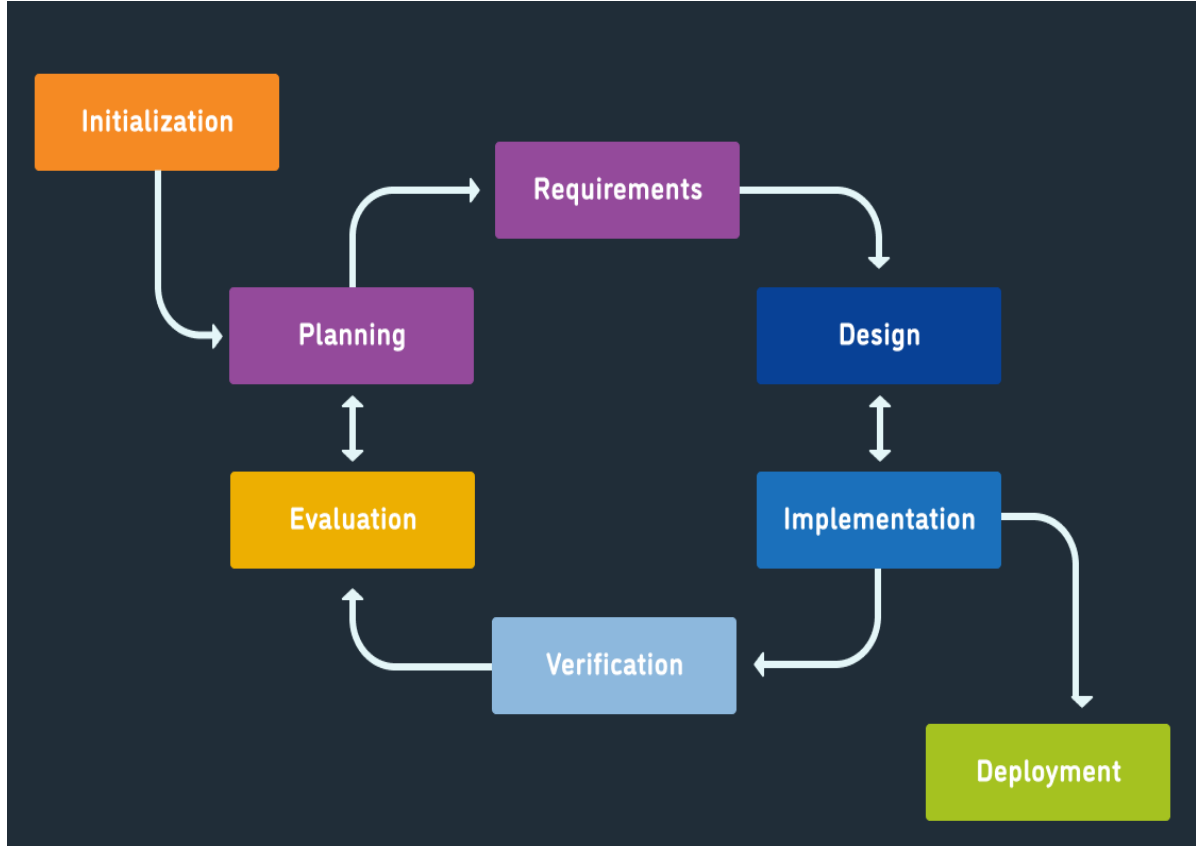 Initialization
Requirements
Planning
Design
Evaluation
Implementation
Verification
Deployment